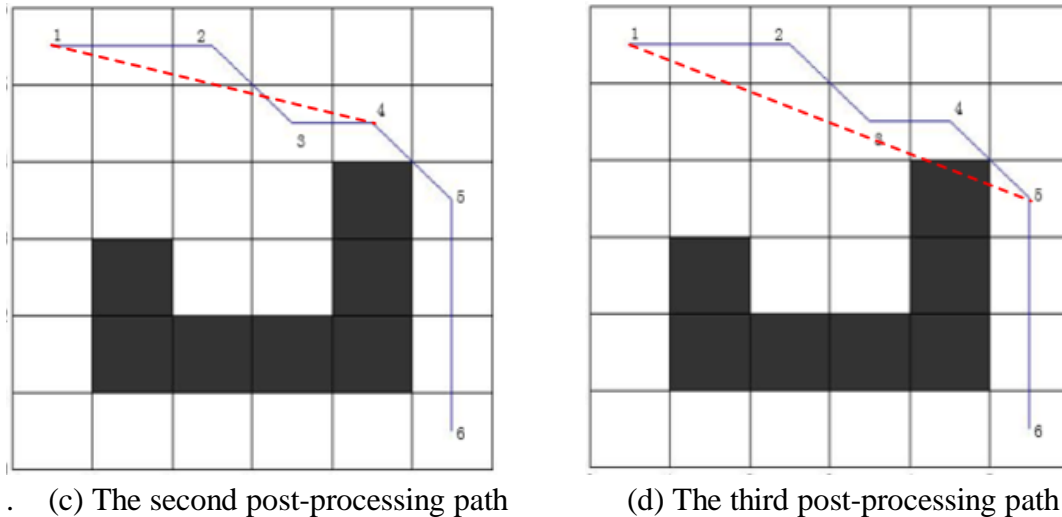 1 2 1 2
4 4
3 3
5 5
6 6
. (c) The second post-processing path (d) The third post-processing path